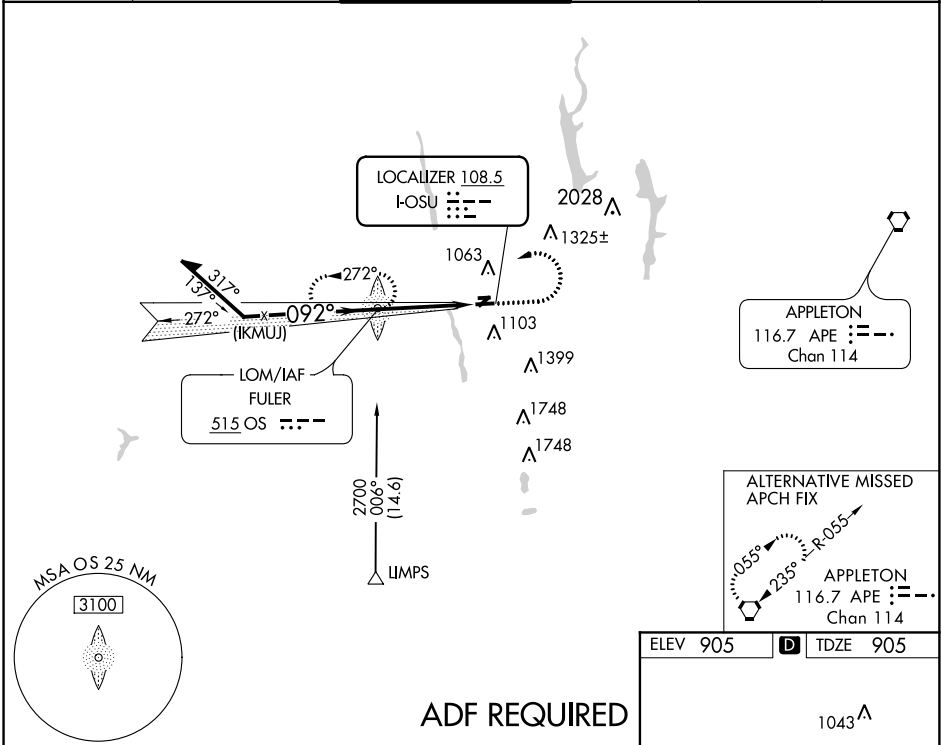 LOCALIZER 108.5
I-OSU
2028
1325±
1063
272°
317°
137°
272°
092°
(IKMUJ)
1103
APPLETON
116.7 APE
Chan 114
LOM/IAF
FULER
515 OS
1399
1748
1748
2700
006°
(14.6)
LIMPS
ALTERNATIVE MISSED
APCH FIX
055°
R-055
235°
APPLETON
116.7 APE
Chan 114
MSA OS 25 NM
3100
ELEV 905 D TDZE 905
ADF REQUIRED
1043